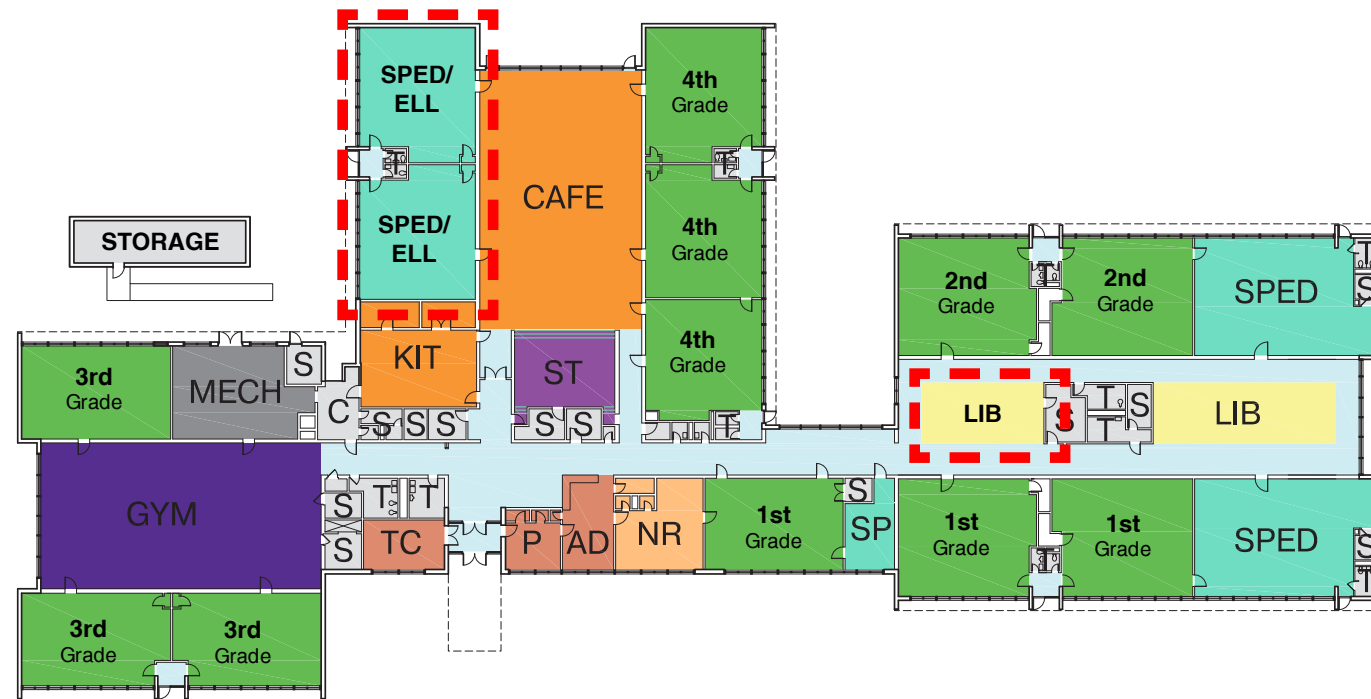 SPED/
ELL
T
SPED/
ELL
CAFE
4th
Grade
T
4th
Grade
4th
Grade
T
STORAGE
3rd
Grade
MECH
S
C
KIT
S
S
S
ST
S
S
GYM
S
S
T
T
TC
P
AD
NR
1st
Grade
S
SP
3rd
Grade
3rd
Grade
2nd
Grade
T
2nd
Grade
SPED
T
S
LIB
S
T
T
S
LIB
1st
Grade
T
1st
Grade
SPED
S
T